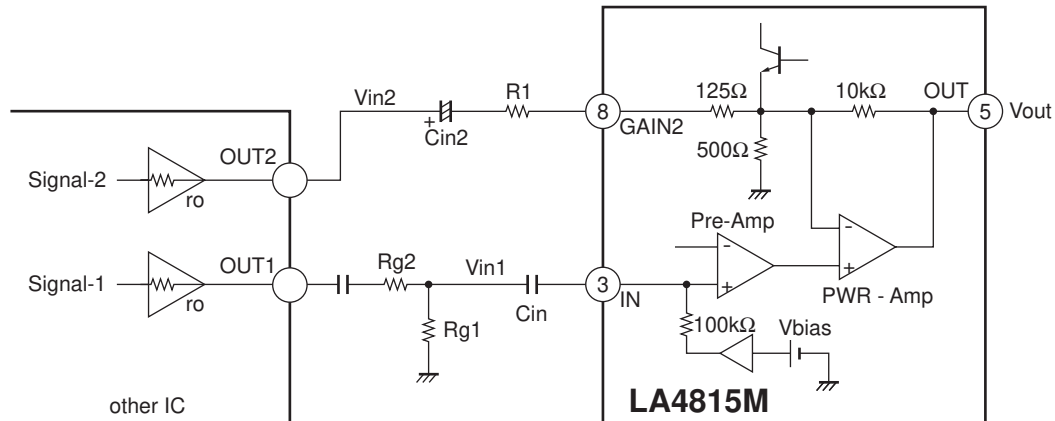 R1
125Ω
10kΩ
OUT
Vin2
+
Cin2
8
GAIN2
5
Vout
OUT2
500Ω
Signal-2
ro
Pre-Amp
-
-
Signal-1
ro
OUT1
Rg2
Vin1
3
IN
+
+
PWR - Amp
Cin
Rg1
100kΩ
Vbias
other IC
LA4815M